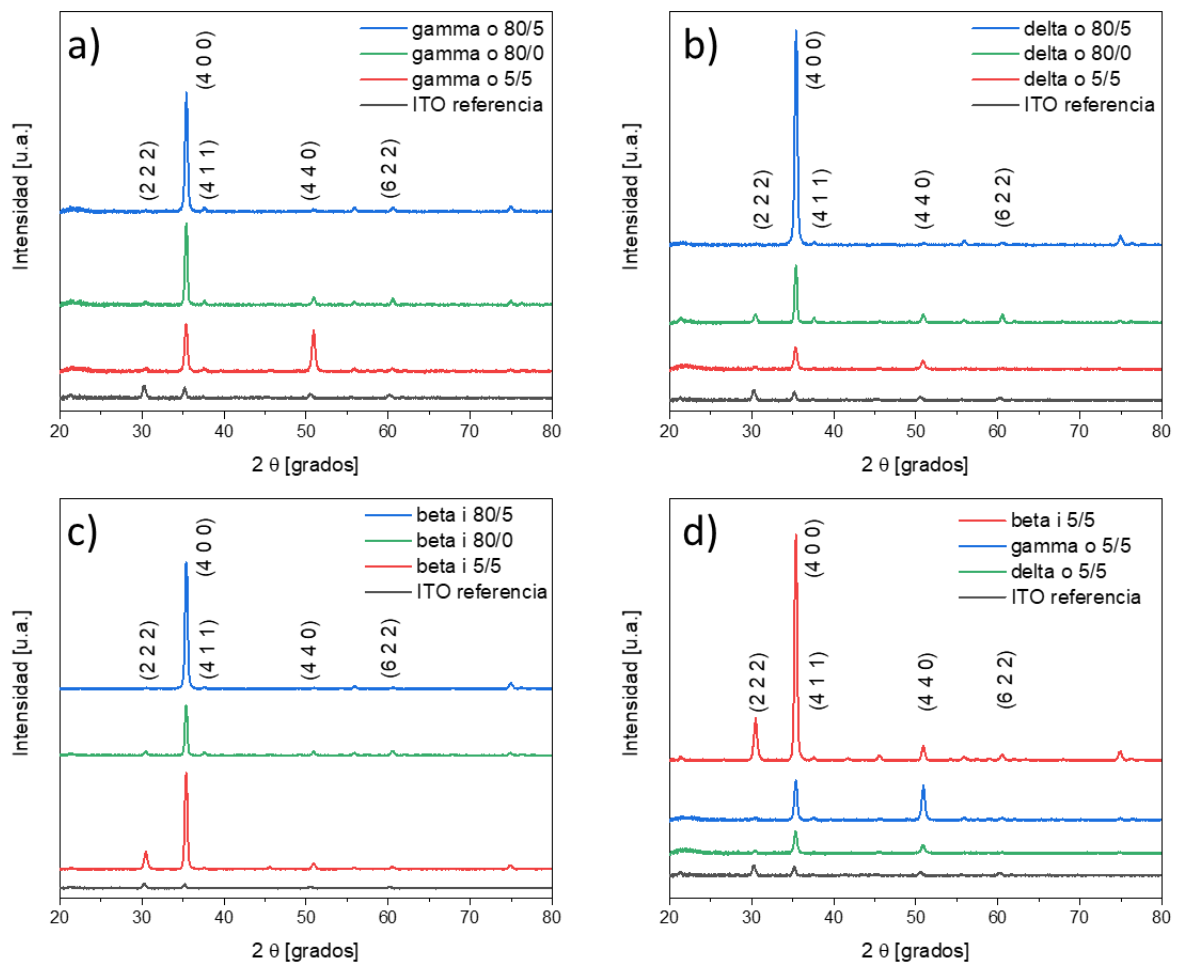 a)
gamma o 80/5
gamma o 80/0
gamma o 5/5
ITO referencia
(2 2 2)
(4 0 0)
(4 1 1)
(4 4 0)
(6 2 2)
Intensidad [u.a.]
20 30 40 50 60 70 80
2 θ [grados]
b)
delta o 80/5
delta o 80/0
delta o 5/5
ITO referencia
(2 2 2)
(4 0 0)
(4 1 1)
(4 4 0)
(6 2 2)
Intensidad [u.a.]
20 30 40 50 60 70 80
2 θ [grados]
c)
beta i 80/5
beta i 80/0
beta i 5/5
ITO referencia
(2 2 2)
(4 0 0)
(4 1 1)
(4 4 0)
(6 2 2)
Intensidad [u.a.]
20 30 40 50 60 70 80
2 θ [grados]
d)
beta i 5/5
gamma o 5/5
delta o 5/5
ITO referencia
(2 2 2)
(4 0 0)
(4 1 1)
(4 4 0)
(6 2 2)
Intensidad [u.a.]
20 30 40 50 60 70 80
2 θ [grados]